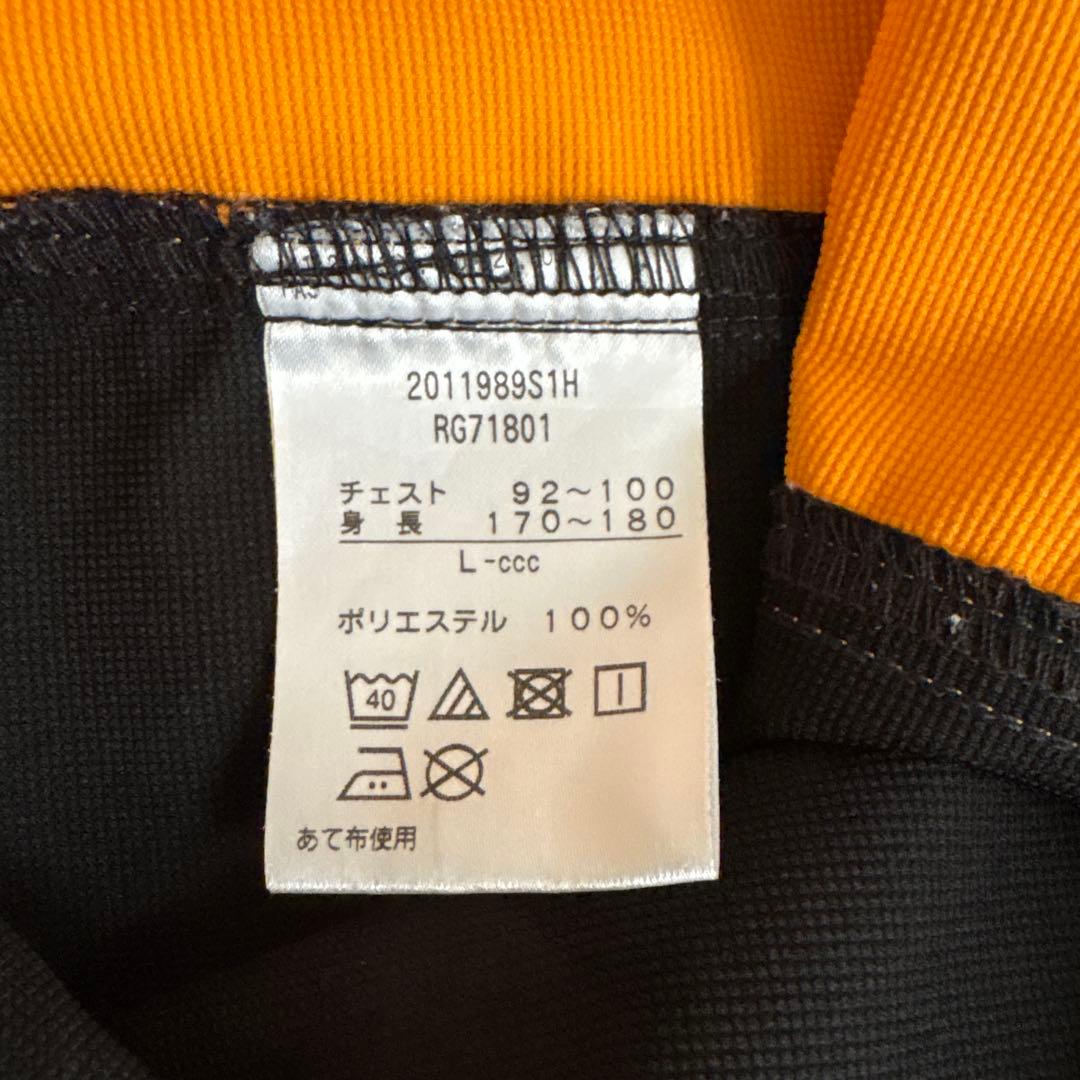 2011989S1H
RG71801
チェスト 92～100
身 長 170～180
L-ccc
ポリエステル 100%
40
あて布使用